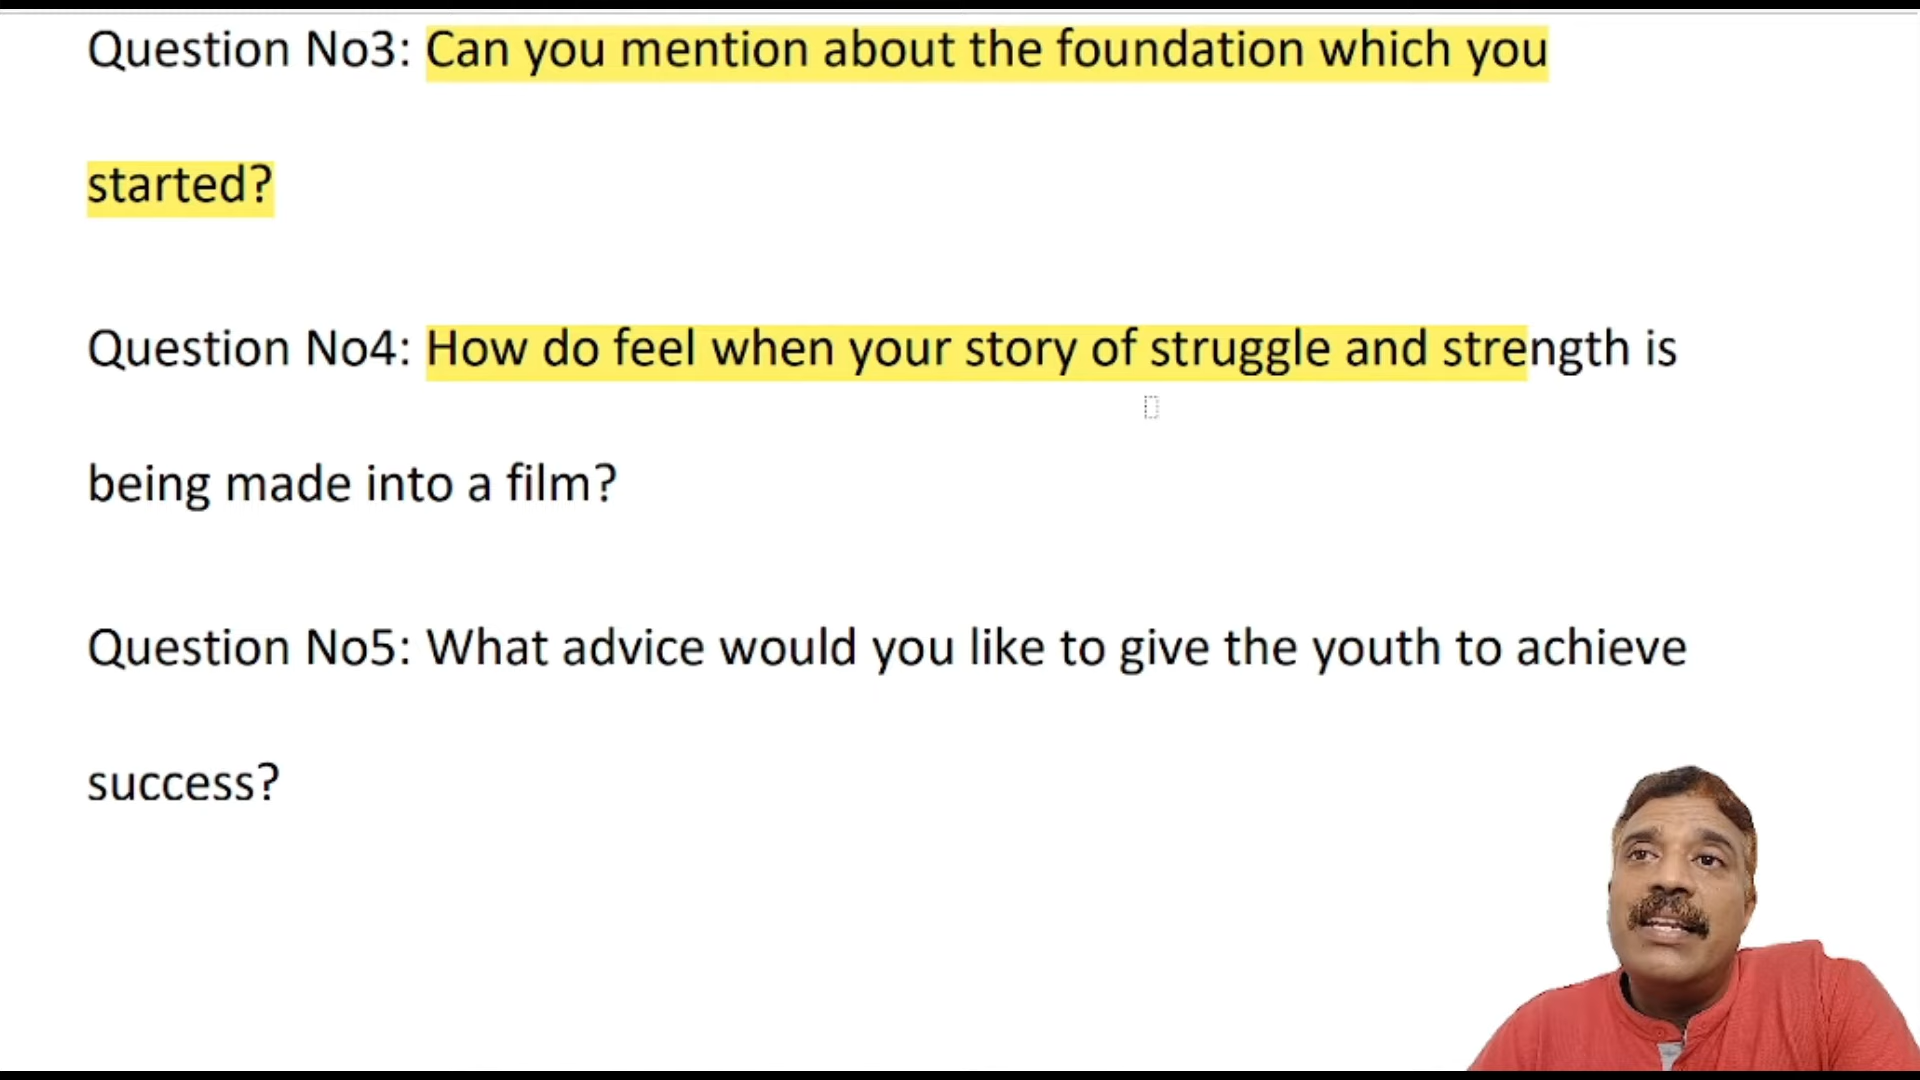 Question No3: Can you mention about the foundation which you
started?
Question No4: How do feel when your story of struggle and strength is
being made into a film?
Question No5: What advice would you like to give the youth to achieve
success?